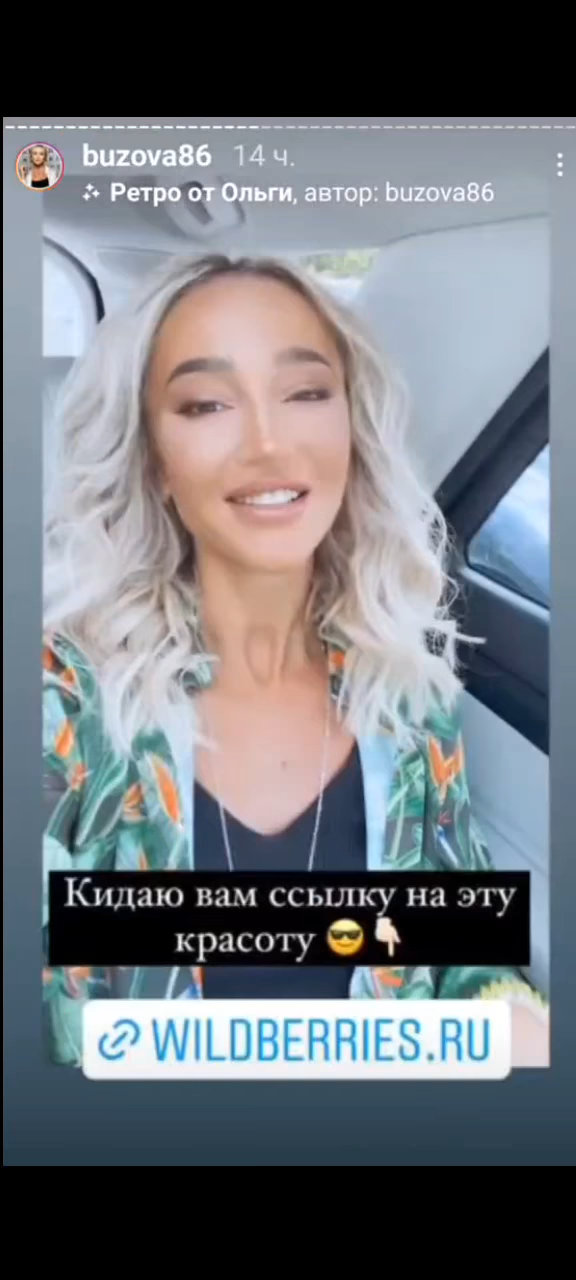 buzova86 14 ч.
Ретро от Ольги, автор: buzova86
Кидаю вам ссылку на эту
красоту 😎👇🏻
WILDBERRIES.RU